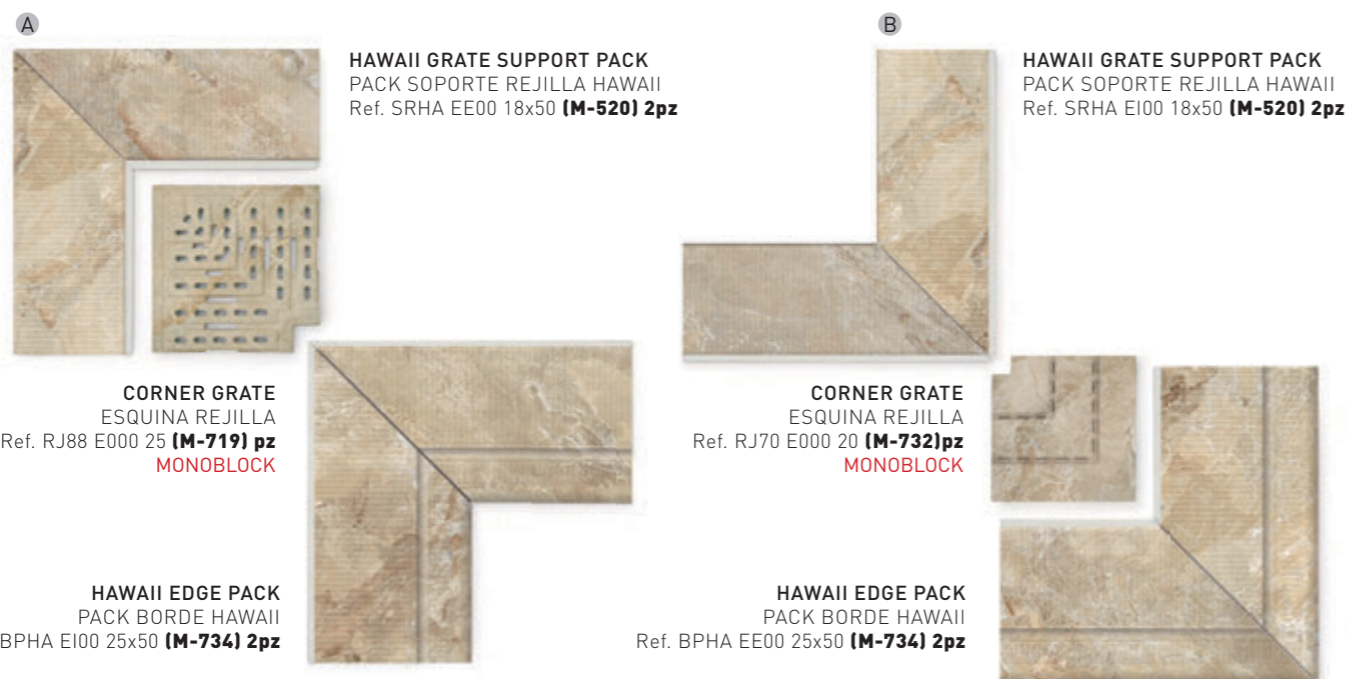 A
HAWAII GRATE SUPPORT PACK
PACK SOPORTE REJILLA HAWAII
Ref. SRHA EE00 18x50 (M-520) 2pz
CORNER GRATE
ESQUINA REJILLA
Ref. RJ88 E000 25 (M-719) pz
MONOBLOCK
HAWAII EDGE PACK
PACK BORDE HAWAII
BPHA EI00 25x50 (M-734) 2pz
B
HAWAII GRATE SUPPORT PACK
PACK SOPORTE REJILLA HAWAII
Ref. SRHA EI00 18x50 (M-520) 2pz
CORNER GRATE
ESQUINA REJILLA
Ref. RJ70 E000 20 (M-732)pz
MONOBLOCK
HAWAII EDGE PACK
PACK BORDE HAWAII
Ref. BPHA EE00 25x50 (M-734) 2pz